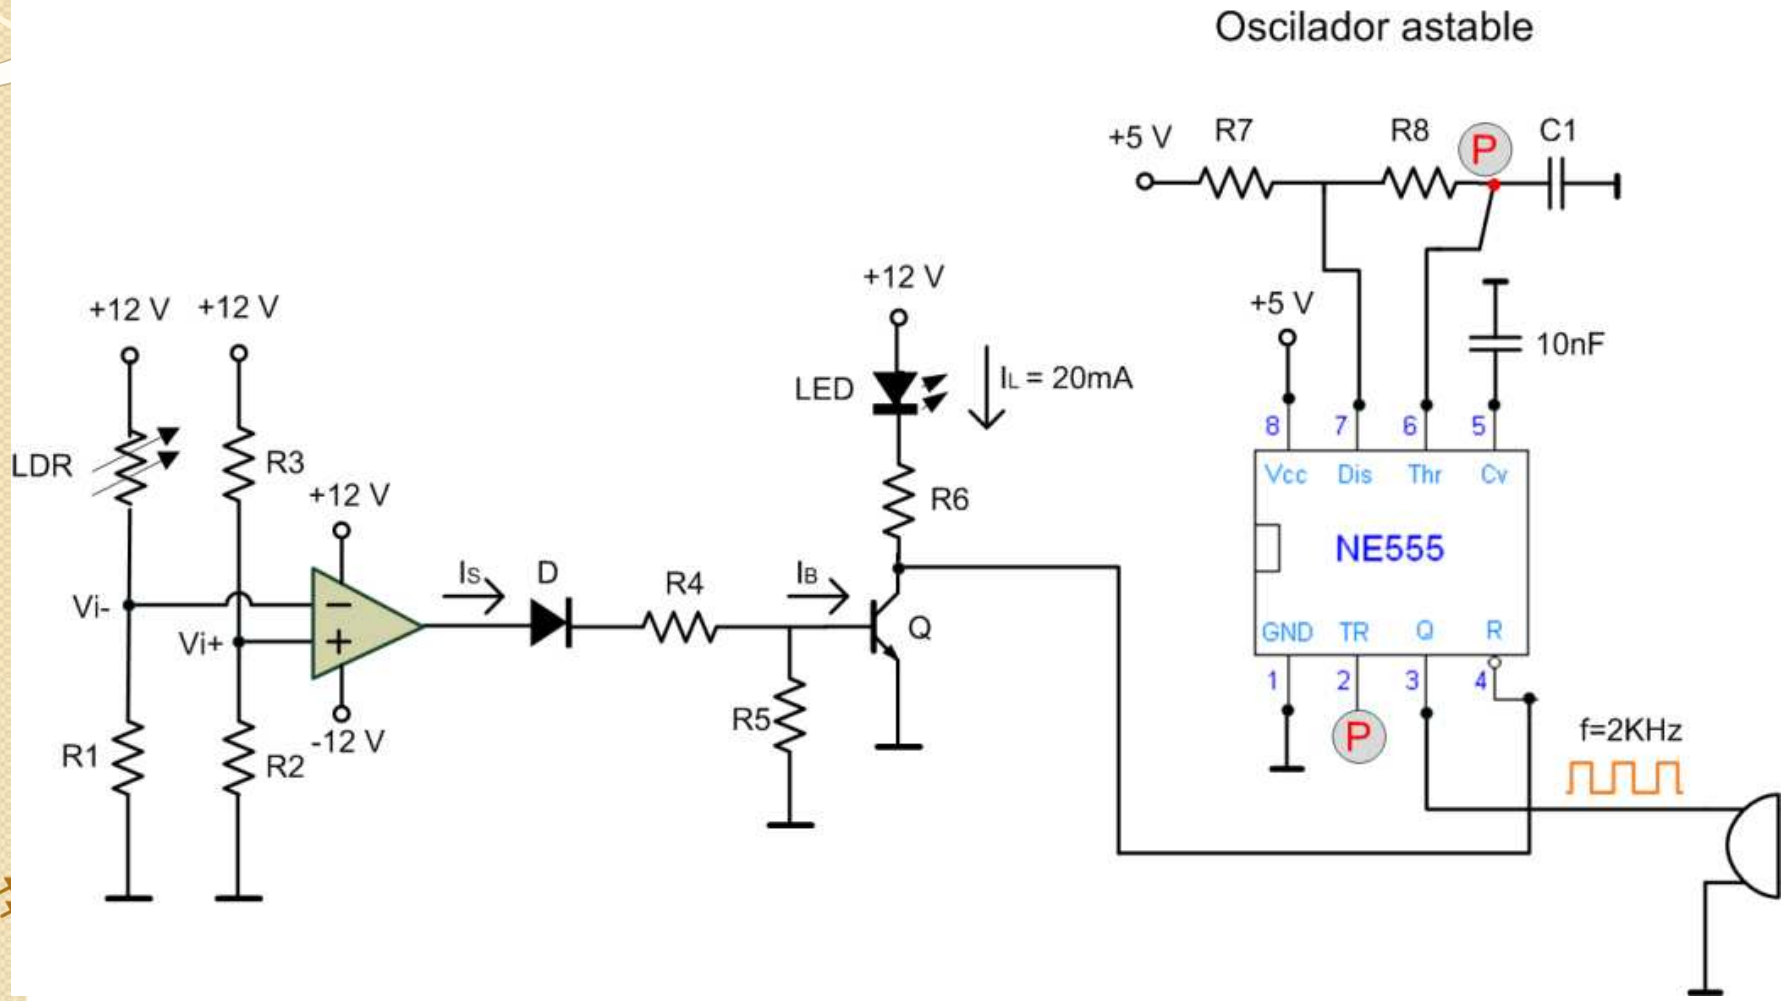 Oscilador astable
+5 V
R7
R8
P
C1
+12 V
+12 V
+12 V
+5 V
10nF
LED
IL = 20mA
LDR
R3
+12 V
R6
8
7
6
5
Vcc
Dis
Thr
Cv
NE555
Is
D
R4
IB
Vi-
Vi+
Q
GND
TR
Q
R
1
2
3
4
R1
R2
-12 V
R5
P
f=2KHz